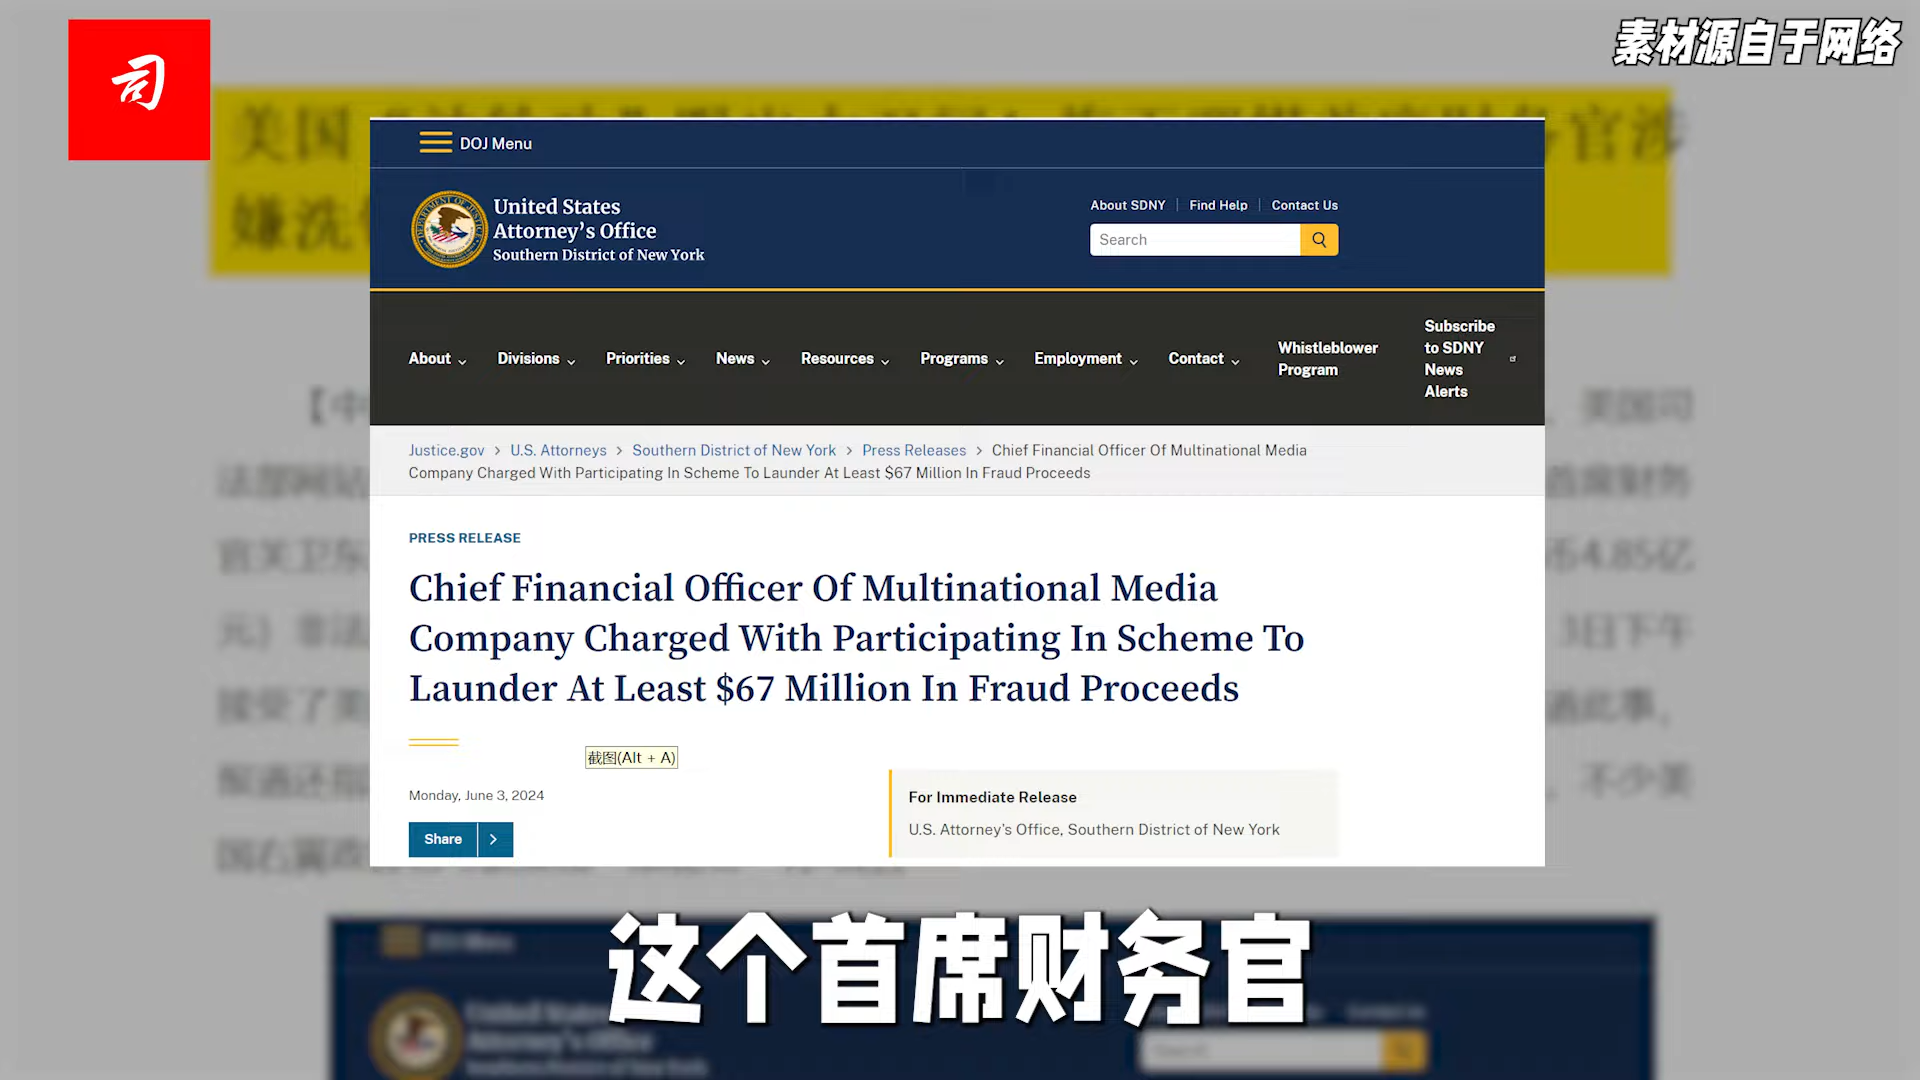 司
素材源自于网络
DOJ Menu
United States
Attorney's Office
Southern District of New York
About SDNY
Find Help
Contact Us
Search
About
Divisions
Priorities
News
Resources
Programs
Employment
Contact
Whistleblower
Program
Subscribe
to SDNY
News
Alerts
Justice.gov > U.S. Attorneys > Southern District of New York > Press Releases > Chief Financial Officer Of Multinational Media
Company Charged With Participating In Scheme To Launder At Least $67 Million In Fraud Proceeds
PRESS RELEASE
Chief Financial Officer Of Multinational Media
Company Charged With Participating In Scheme To
Launder At Least $67 Million In Fraud Proceeds
截图(Alt + A)
Monday, June 3, 2024
For Immediate Release
U.S. Attorney's Office, Southern District of New York
Share
这个首席财务官